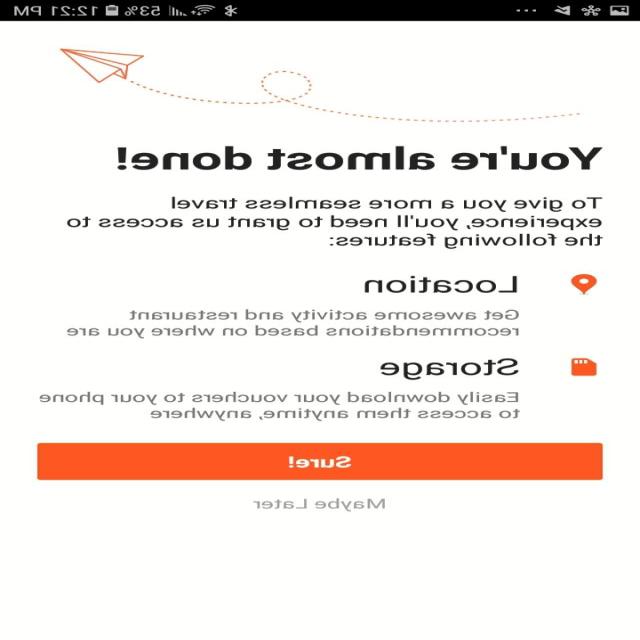 53% 12:21 PM
You're almost done!
To give you a more seamless travel
experience, you'll need to grant us access to
the following features:
Location
Get awesome activity and restaurant
recommendations based on where you are
Storage
Easily download your vouchers to your phone
to access them anytime, anywhere
Sure!
Maybe Later